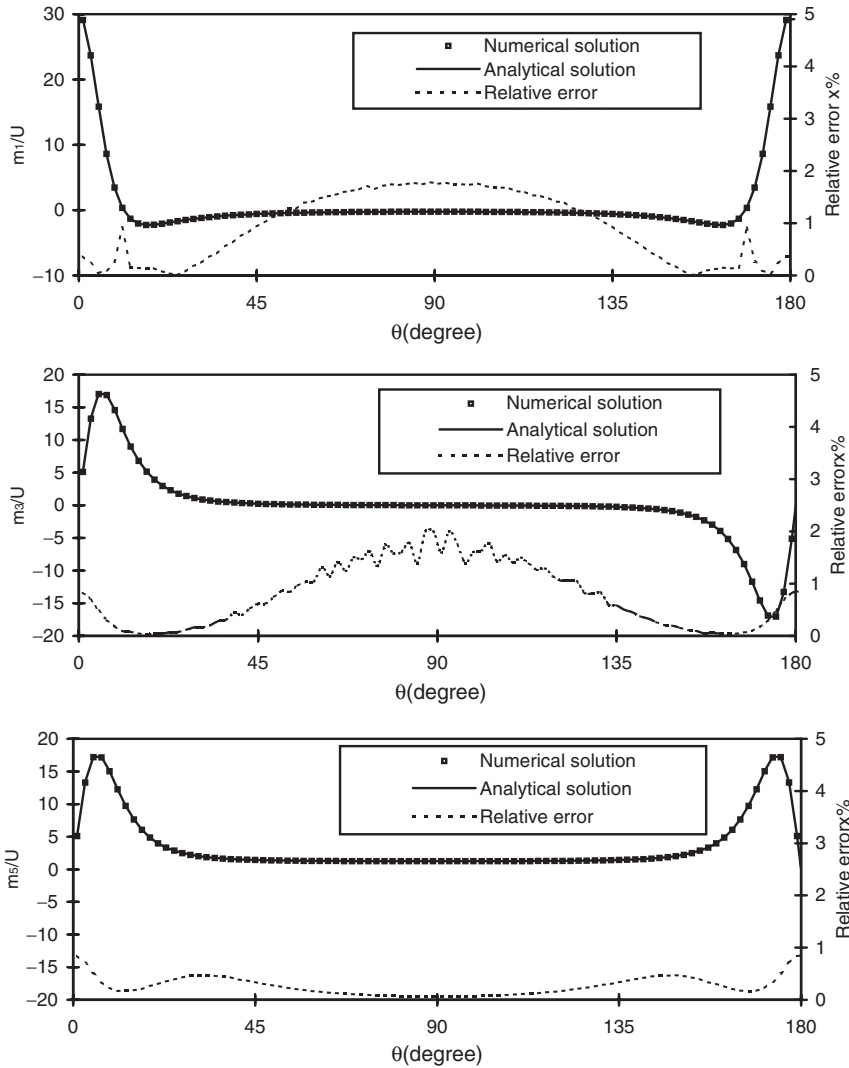 30
20
10
0
−10
m1/U
5
4
3
2
1
0
Relative error x%
Numerical solution
Analytical solution
Relative error
0 45 90 135 180
θ(degree)
20
15
10
5
0
−5
−10
−15
−20
m3/U
5
4
3
2
1
0
Relative errorx%
Numerical solution
Analytical solution
Relative error
0 45 90 135 180
θ(degree)
20
15
10
5
0
−5
−10
−15
−20
m5/U
5
4
3
2
1
0
Relative errorx%
Numerical solution
Analytical solution
Relative error
0 45 90 135 180
θ(degree)